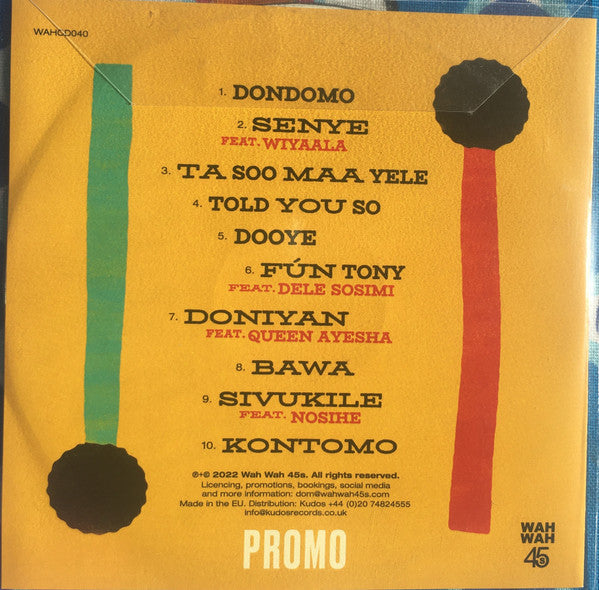 WAHCD040
1. DONDOMO
2. SENYE
FEAT. WIYAALA
3. TA SOO MAA YELE
4. TOLD YOU SO
5. DOOYE
6. FÚN TONY
FEAT. DELE SOSIMI
7. DONIYAN
FEAT. QUEEN AYESHA
8. BAWA
9. SIVUKILE
FEAT. NOSIHE
10. KONTOMO
℗+© 2022 Wah Wah 45s. All rights reserved.
Licencing, promotions, bookings, social media
and more information: dom@wahwah45s.com
Made in the EU. Distribution: Kudos +44 (0)20 74824555
info@kudosrecords.co.uk
PROMO
WAH
WAH
45s